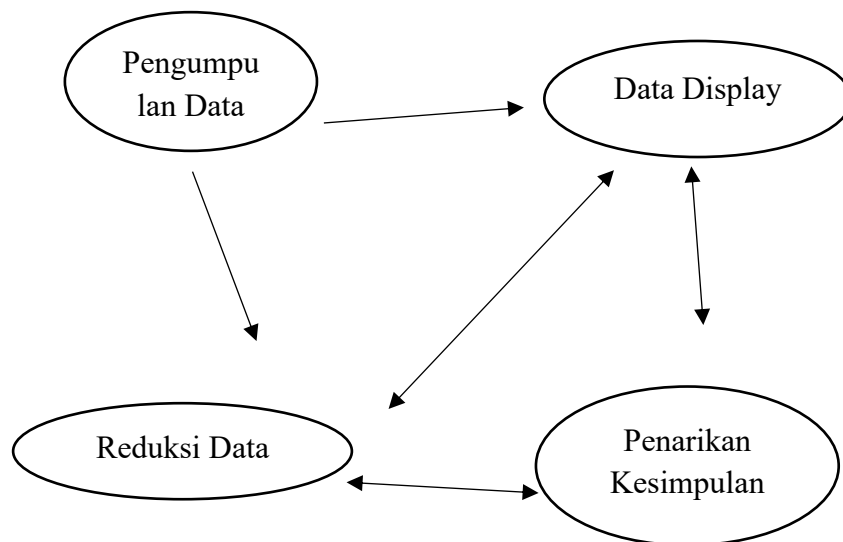 Pengumpu
lan Data
Data Display
Reduksi Data
Penarikan
Kesimpulan